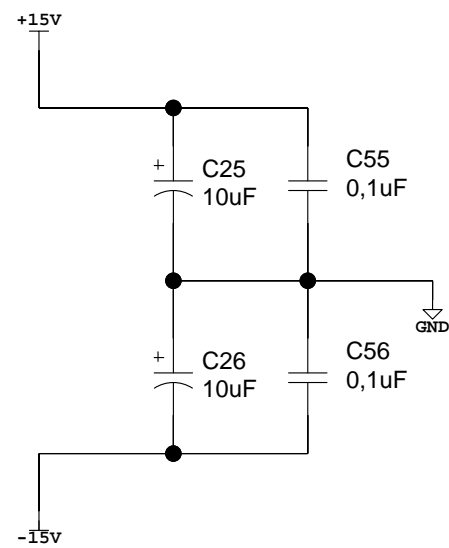 +15V
+
C25
10uF
C55
0,1uF
GND
+
C26
10uF
C56
0,1uF
-15V